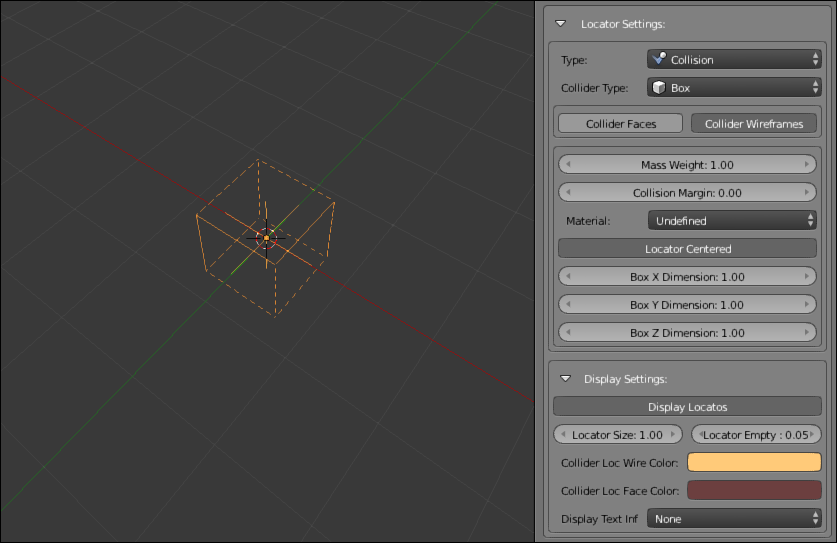 Locator Settings:
Type: Collision
Collider Type: Box
Collider Faces Collider Wireframes
Mass Weight: 1.00
Collision Margin: 0.00
Material: Undefined
Locator Centered
Box X Dimension: 1.00
Box Y Dimension: 1.00
Box Z Dimension: 1.00
Display Settings:
Display Locatos
Locator Size: 1.00 Locator Empty : 0.05
Collider Loc Wire Color:
Collider Loc Face Color:
Display Text Inf None